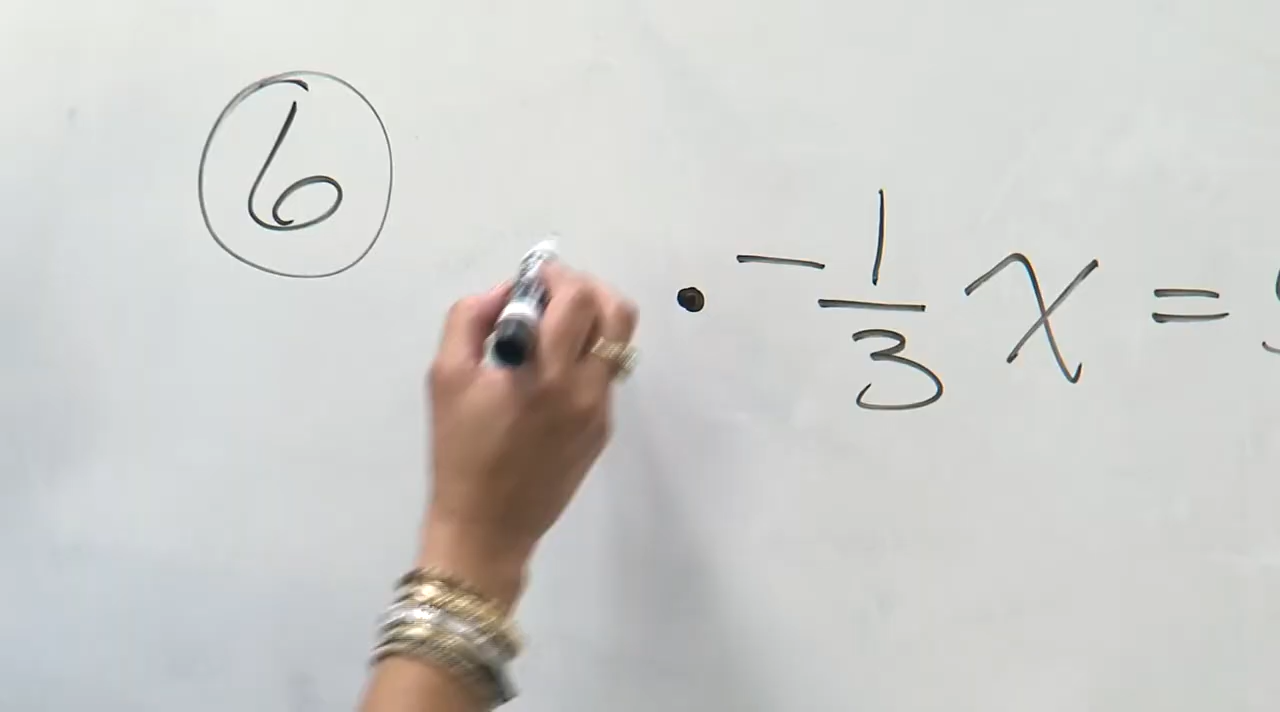 6
· - 1/3 x =